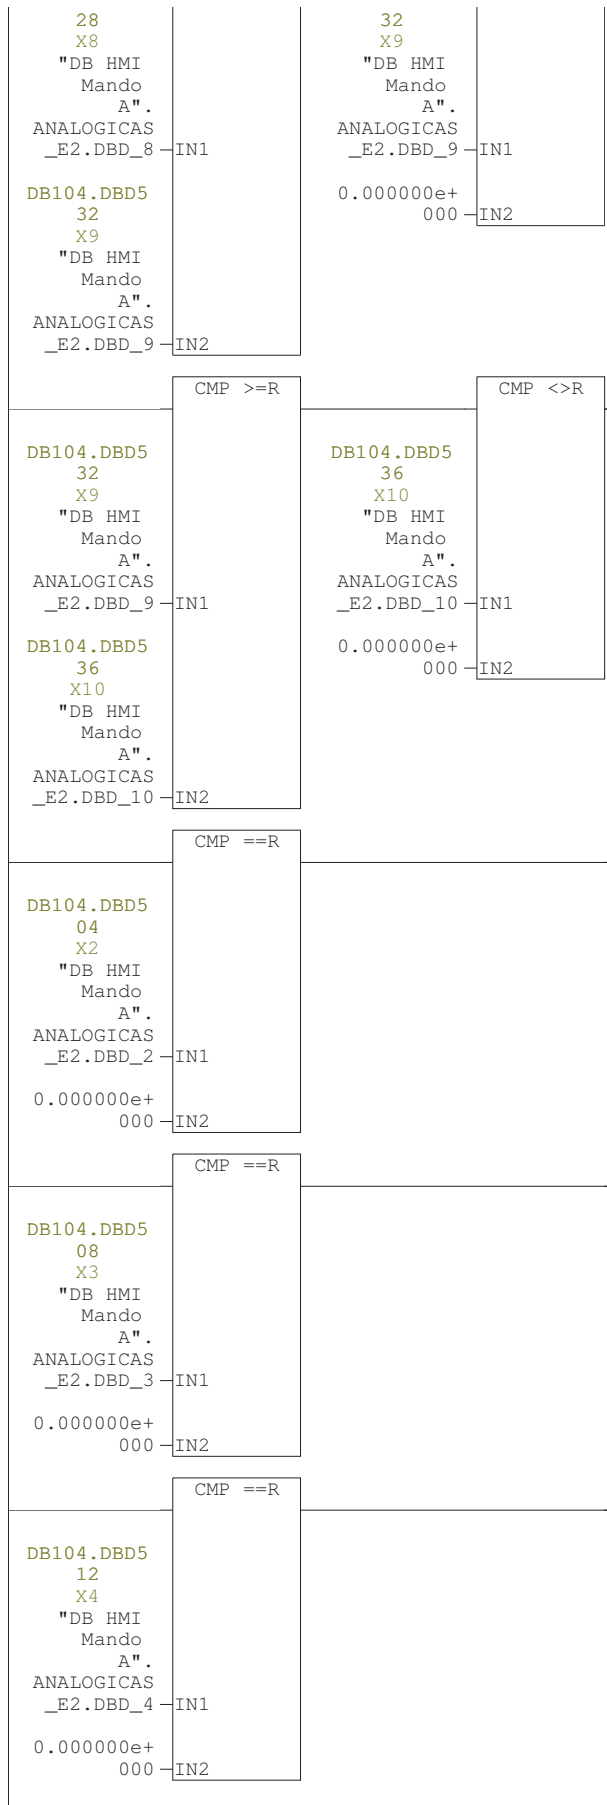 28
X8
"DB HMI
Mando
A".
ANALOGICAS
_E2.DBD_8
IN1
DB104.DBD5
32
X9
"DB HMI
Mando
A".
ANALOGICAS
_E2.DBD_9
IN2
32
X9
"DB HMI
Mando
A".
ANALOGICAS
_E2.DBD_9
IN1
0.000000e+
000
IN2
CMP >=R
DB104.DBD5
32
X9
"DB HMI
Mando
A".
ANALOGICAS
_E2.DBD_9
IN1
DB104.DBD5
36
X10
"DB HMI
Mando
A".
ANALOGICAS
_E2.DBD_10
IN2
CMP <>R
DB104.DBD5
36
X10
"DB HMI
Mando
A".
ANALOGICAS
_E2.DBD_10
IN1
0.000000e+
000
IN2
CMP ==R
DB104.DBD5
04
X2
"DB HMI
Mando
A".
ANALOGICAS
_E2.DBD_2
IN1
0.000000e+
000
IN2
CMP ==R
DB104.DBD5
08
X3
"DB HMI
Mando
A".
ANALOGICAS
_E2.DBD_3
IN1
0.000000e+
000
IN2
CMP ==R
DB104.DBD5
12
X4
"DB HMI
Mando
A".
ANALOGICAS
_E2.DBD_4
IN1
0.000000e+
000
IN2